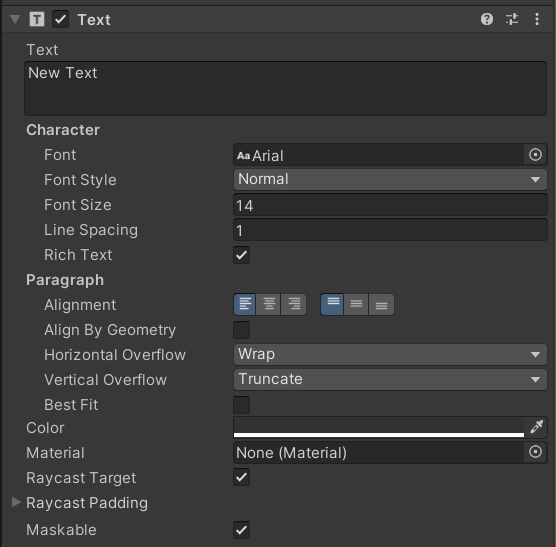 Text
Text
New Text
Character
Font Aa Arial
Font Style Normal
Font Size 14
Line Spacing 1
Rich Text
Paragraph
Alignment
Align By Geometry
Horizontal Overflow Wrap
Vertical Overflow Truncate
Best Fit
Color
Material None (Material)
Raycast Target
Raycast Padding
Maskable